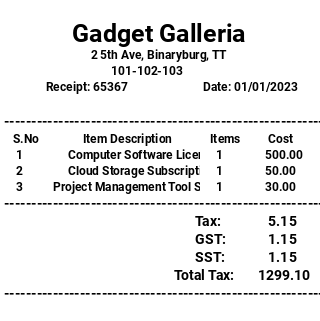 Gadget Galleria
2 5th Ave, Binaryburg, TT
101-102-103
Receipt: 65367 Date: 01/01/2023
S.No Item Description Items Cost
1 Computer Software Licen 1 500.00
2 Cloud Storage Subscripti 1 50.00
3 Project Management Tool S 1 30.00
Tax: 5.15
GST: 1.15
SST: 1.15
Total Tax: 1299.10